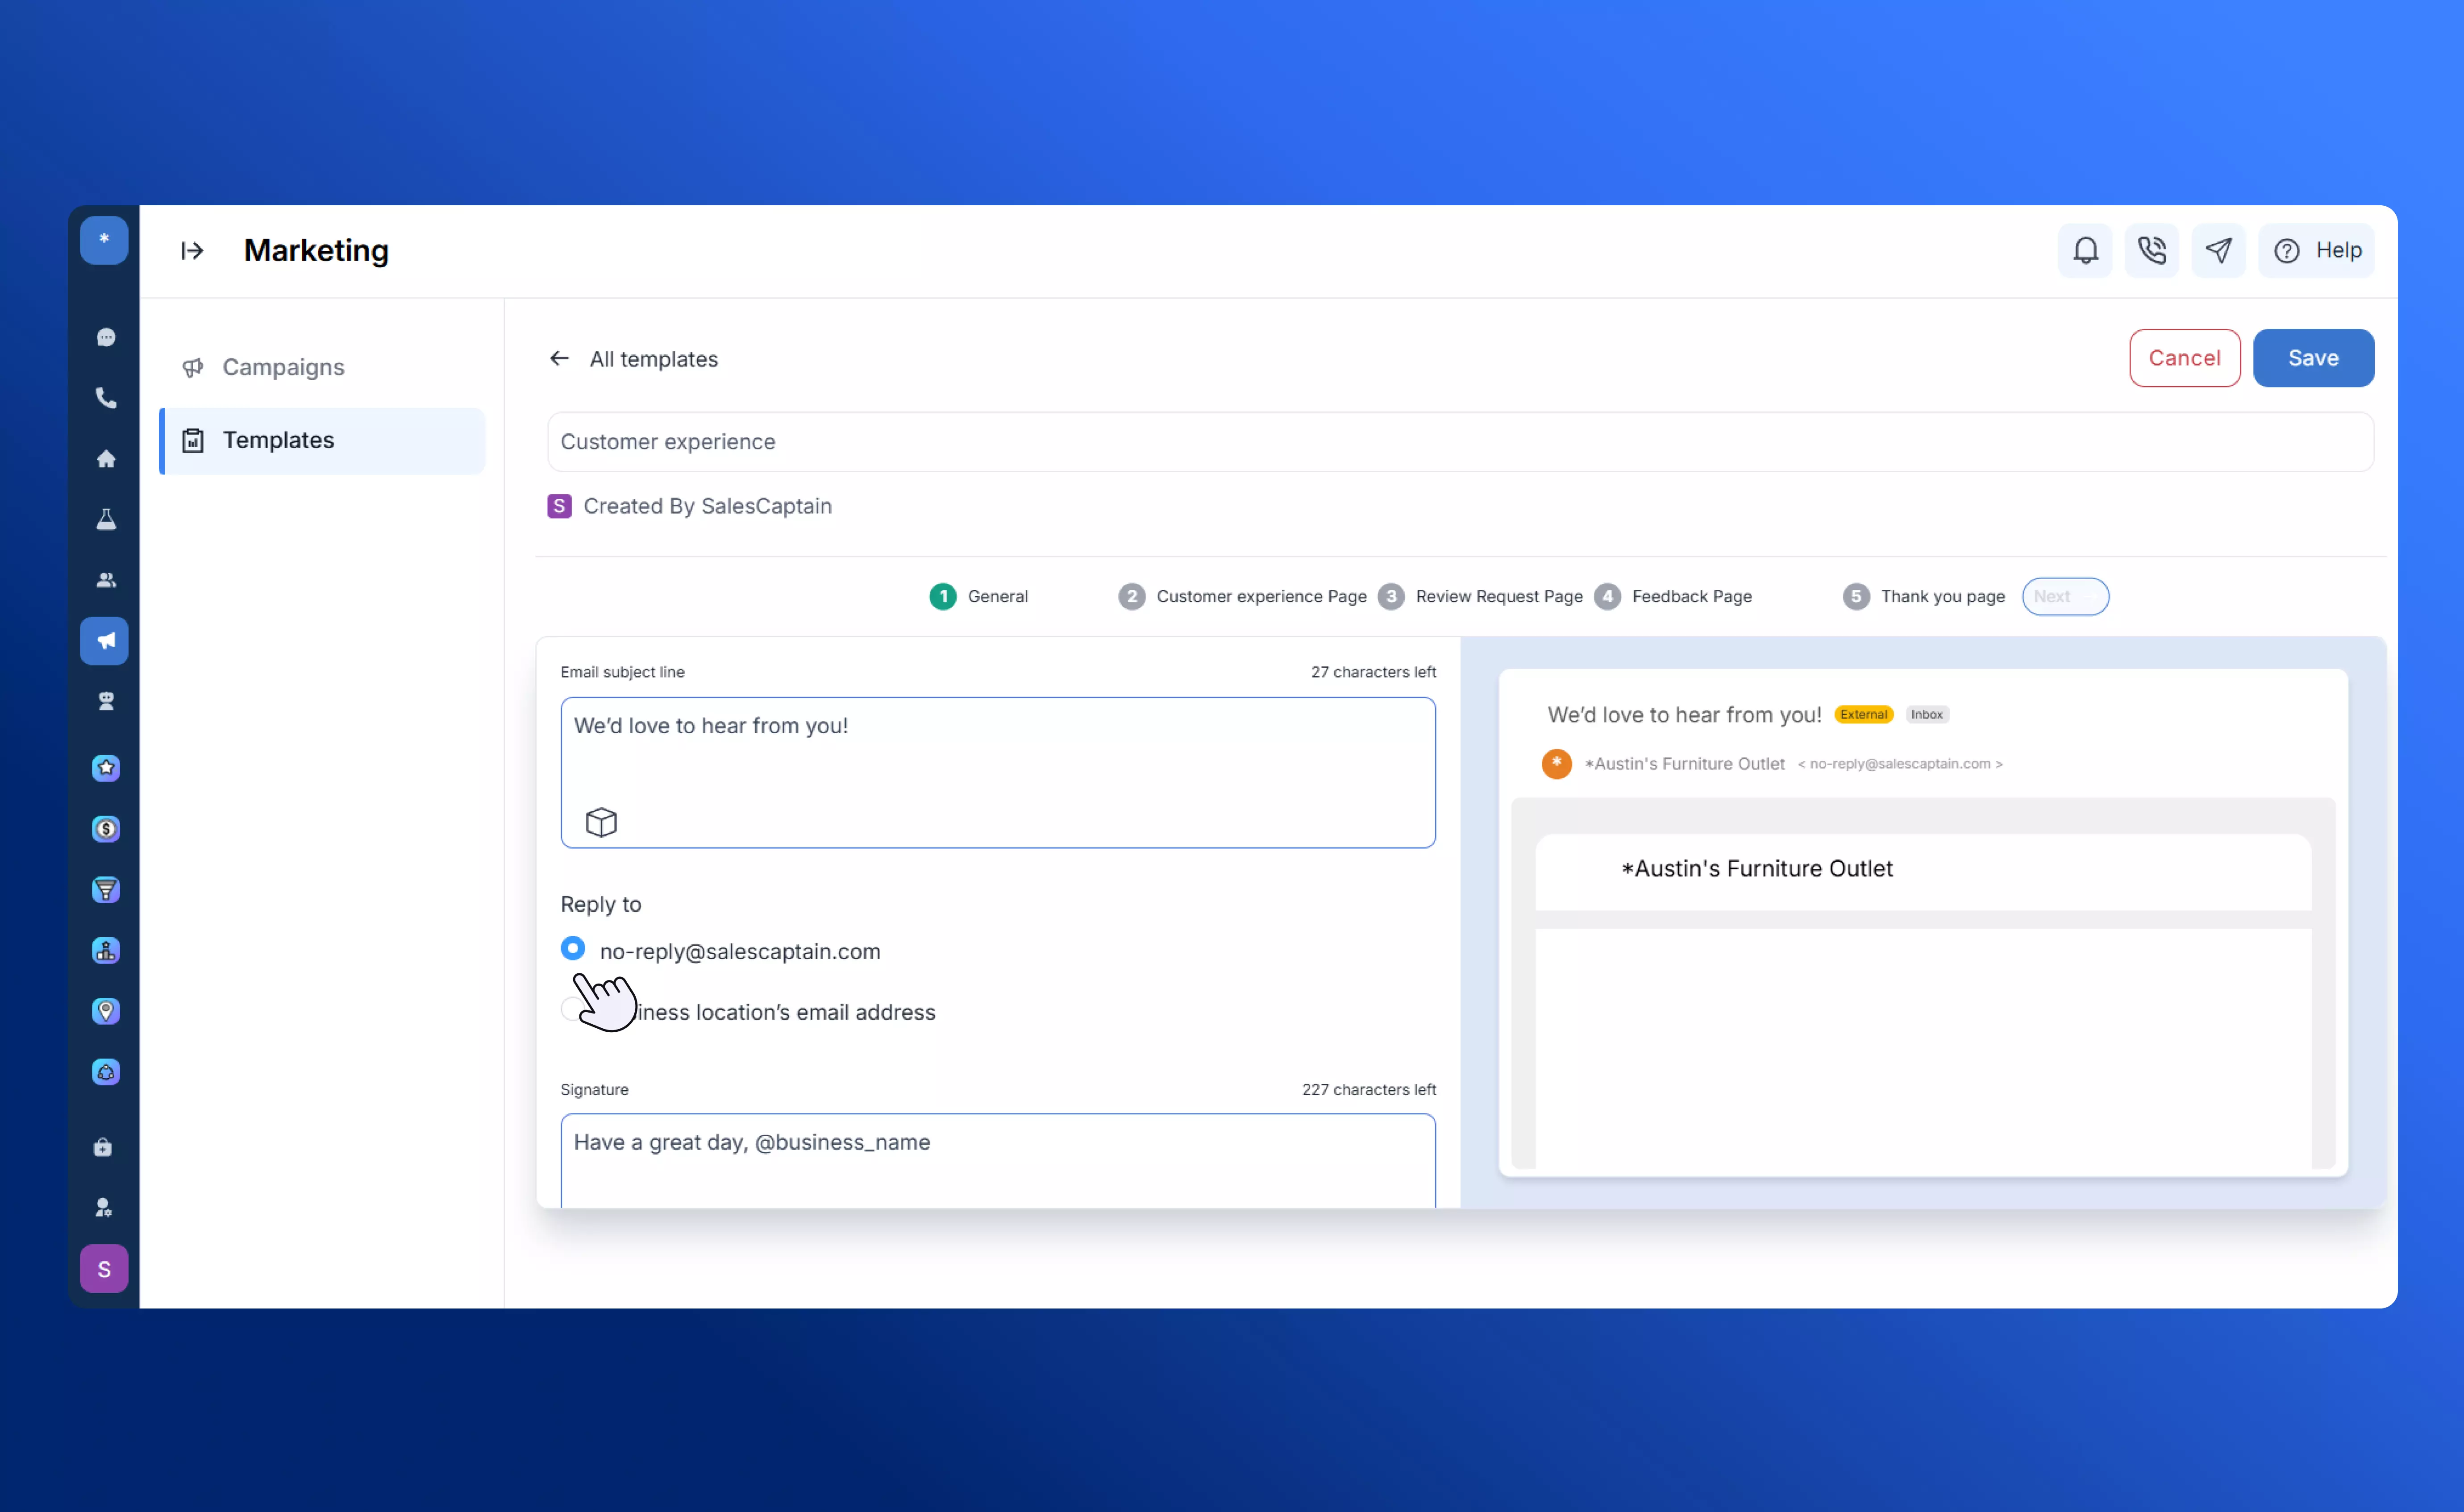 *
Marketing
Help
Campaigns
Templates
All templates
Cancel
Save
Customer experience
S Created By SalesCaptain
1 General
2 Customer experience Page
3 Review Request Page
4 Feedback Page
5 Thank you page
Next
Email subject line
27 characters left
We’d love to hear from you!
Reply to
no-reply@salescaptain.com
iness location’s email address
Signature
227 characters left
Have a great day, @business_name
We’d love to hear from you! External Inbox
* *Austin's Furniture Outlet < no-reply@salescaptain.com >
*Austin's Furniture Outlet
S